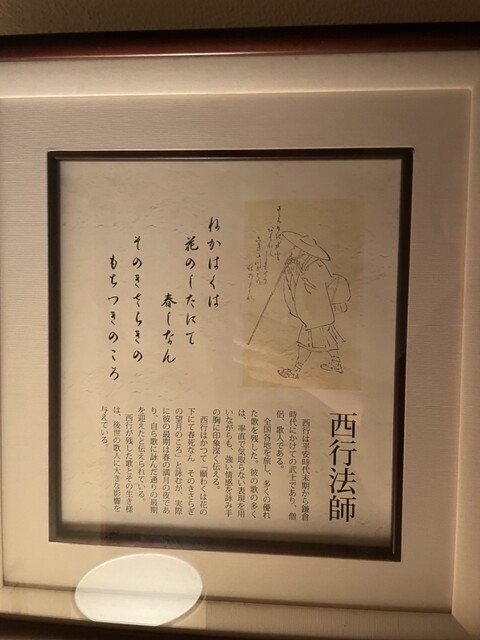 西行法師
西行は平安時代末期から鎌倉
時代にかけての武士であり、僧
侶、歌人である。
全国各地を旅し、多くの優れ
た歌を残した。彼の歌の多く
は、率直で気取らない表現を用
いながらも、強い情感を詠み手
の胸に印象深く伝える。
西行はかつて「願わくは花の
下にて春死なん　そのきさらぎ
の望月のころ」と詠むが、実際
に彼の最期は春の満月の夜であ
り、自ら歌に詠んだ通りの最期
を迎えたと伝えられている。
西行が残した歌とその生き様
は、後世の歌人に大きな影響を
与えている。
ねかはくは
花のしたにて
春しなん
そのきさらきの
もちつきのころ